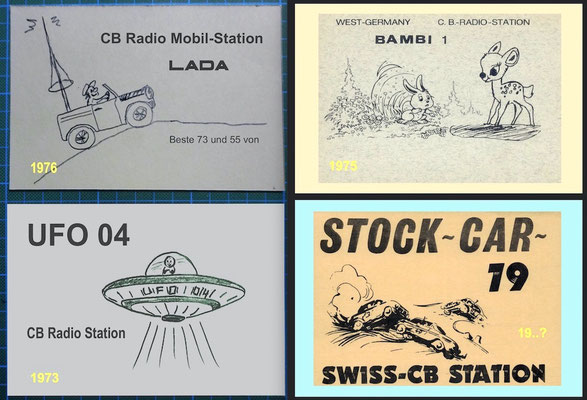 CB Radio Mobil-Station
LADA
Beste 73 und 55 von
1976
WEST-GERMANY C. B.-RADIO-STATION
BAMBI 1
1975
UFO 04
UFO 04
CB Radio Station
1973
STOCK-CAR-
19
19..?
SWISS-CB STATION